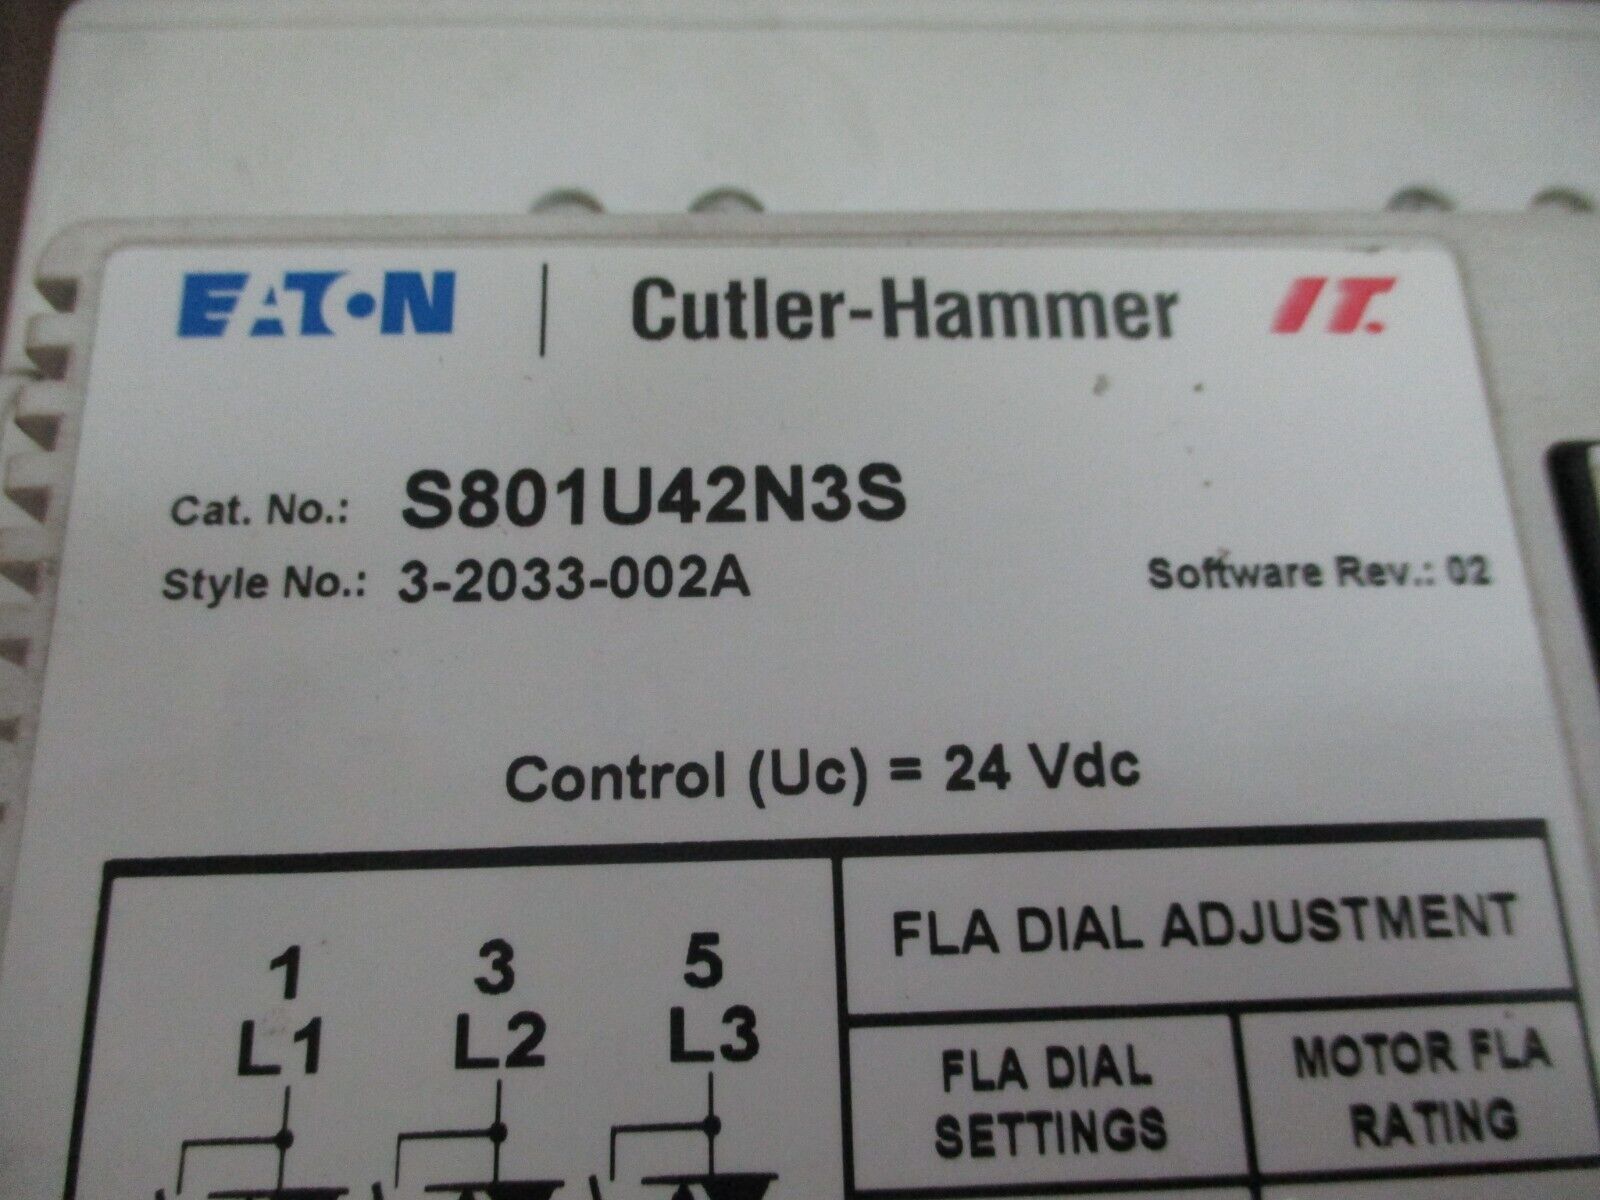 EATON | Cutler-Hammer IT.
Cat. No.: S801U42N3S
Style No.: 3-2033-002A Software Rev.: 02
Control (Uc) = 24 Vdc
1 3 5
L1 L2 L3
FLA DIAL ADJUSTMENT
FLA DIAL SETTINGS
MOTOR FLA RATING